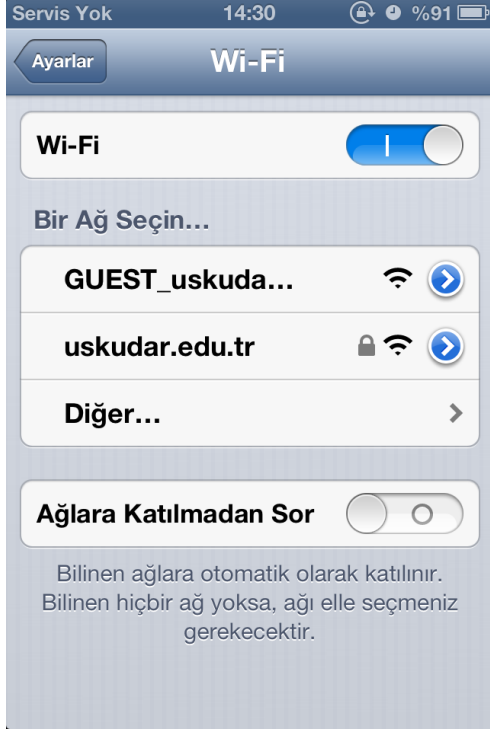 Servis Yok 14:30 %91
Ayarlar Wi-Fi
Wi-Fi
Bir Ağ Seçin...
GUEST_uskuda...
uskudar.edu.tr
Diğer...
Ağlara Katılmadan Sor
Bilinen ağlara otomatik olarak katılınır.
Bilinen hiçbir ağ yoksa, ağı elle seçmeniz
gerekecektir.